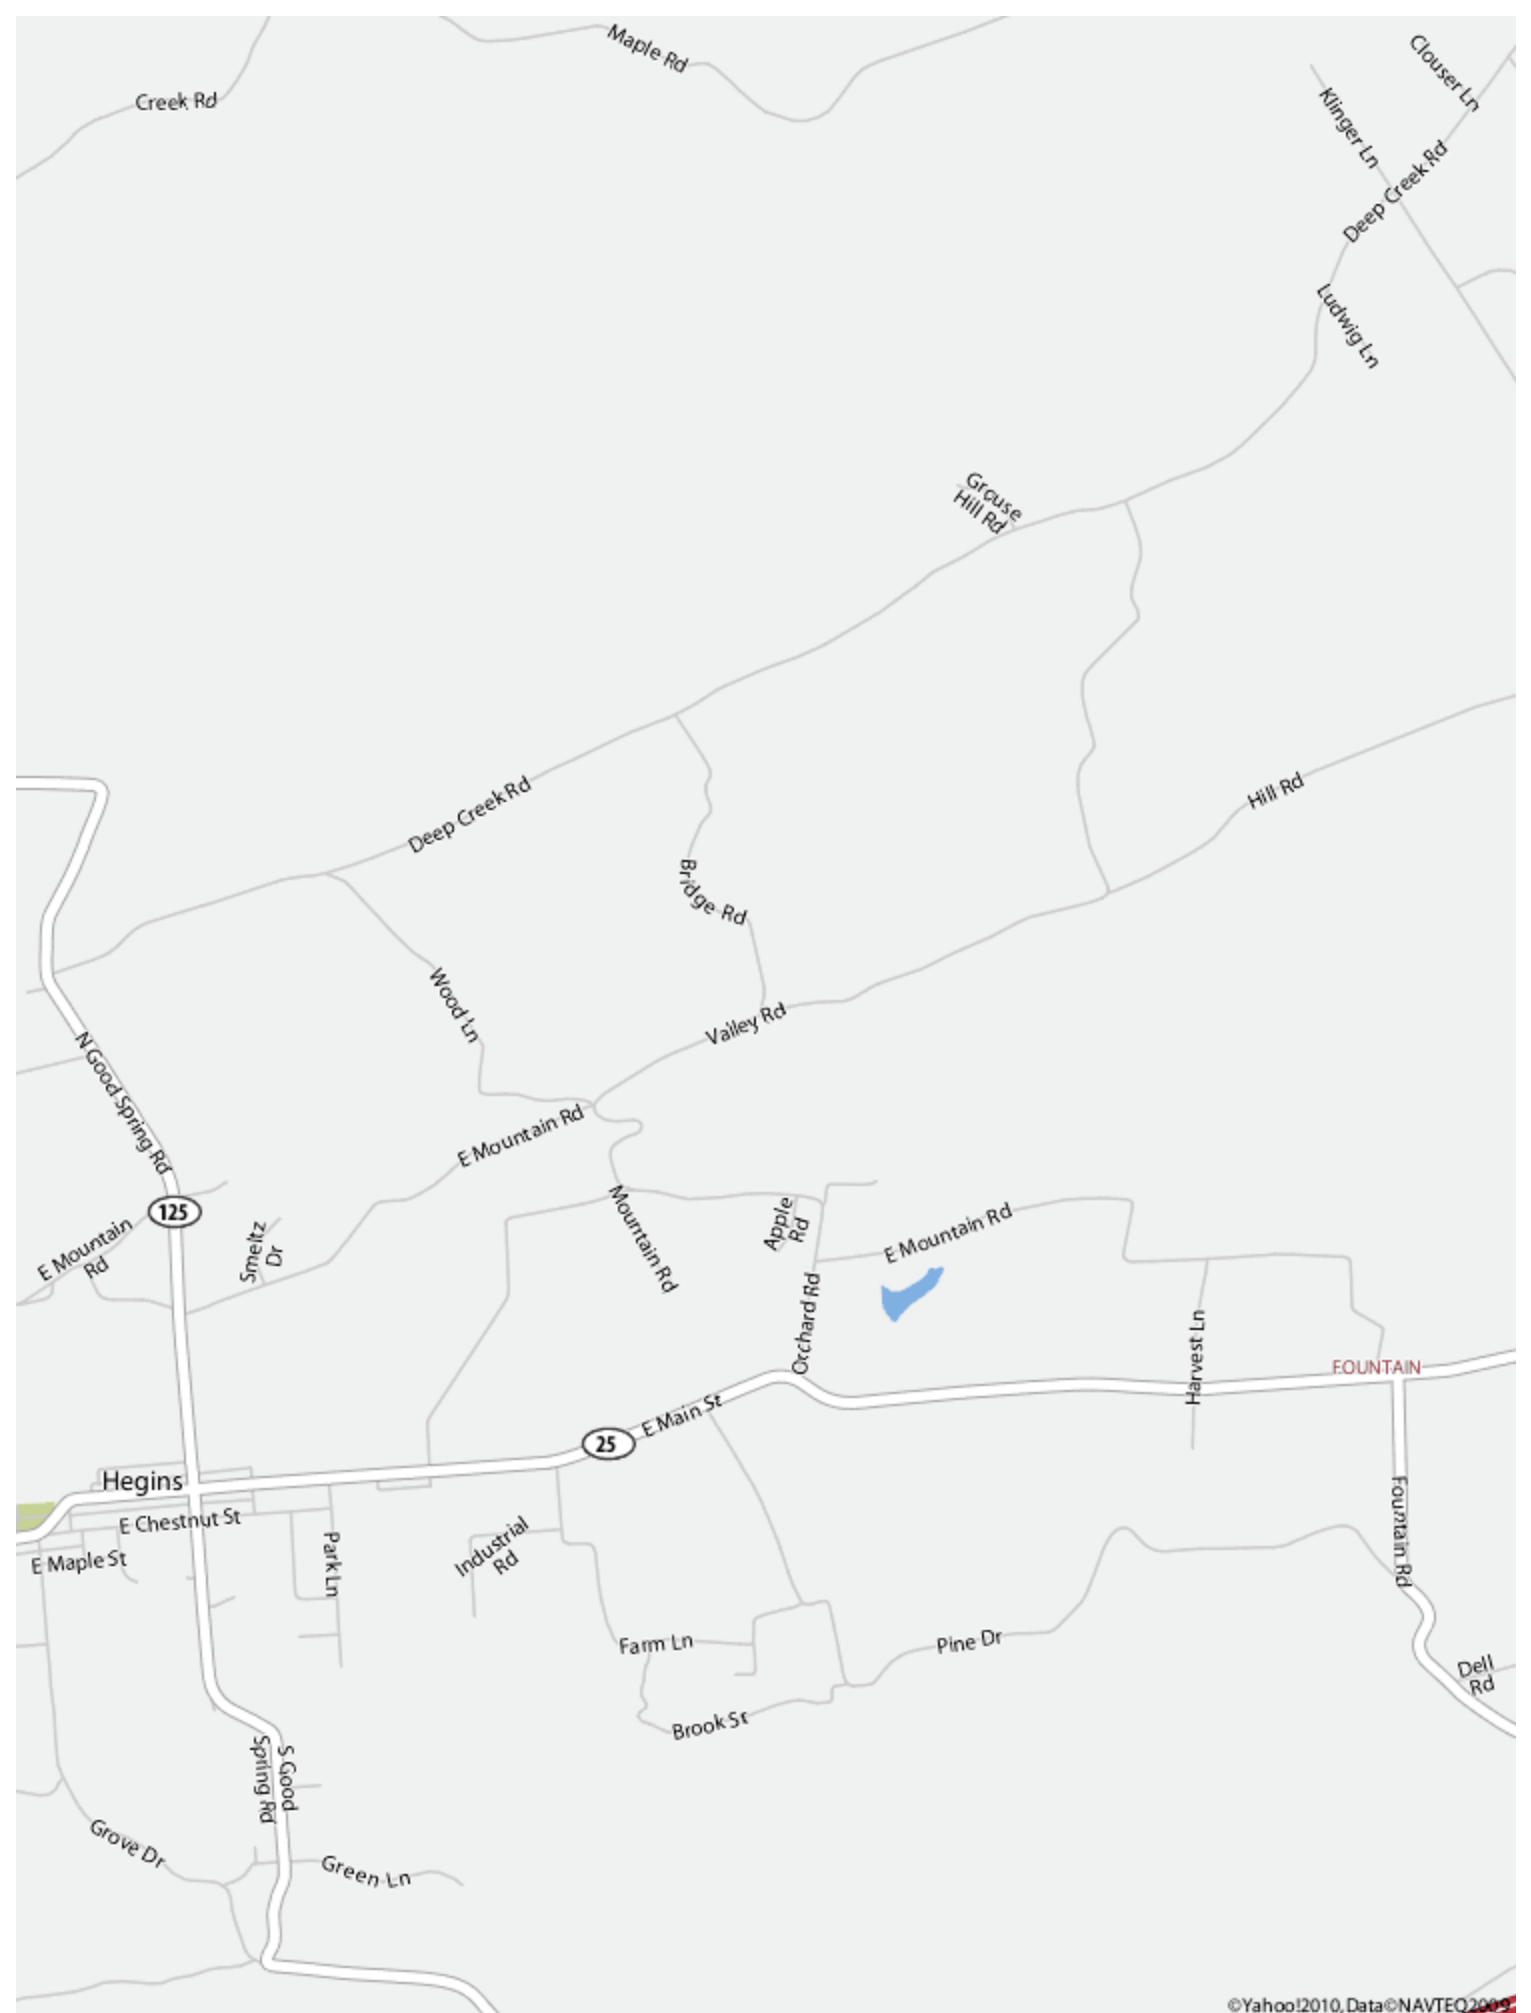 Maple Rd
Clouser Ln
Creek Rd
Klinger Ln
Deep Creek Rd
Ludwig Ln
Grouse
Hill Rd
Deep Creek Rd
Hill Rd
Bridge Rd
Wood Ln
Valley Rd
N Good Spring Rd
E Mountain Rd
125
E Mountain
Rd
Smeltz
Dr
Mountain Rd
Apple
Rd
E Mountain Rd
Orchard Rd
Harvest Ln
FOUNTAIN
E Main St
25
Hegins
E Chestnut St
E Maple St
Park Ln
Industrial
Rd
Fountain Rd
Farm Ln
Pine Dr
Dell
Rd
Brook St
S Good
Spring Rd
Grove Dr
Green Ln
©Yahoo!2010, Data©NAVTEQ2009